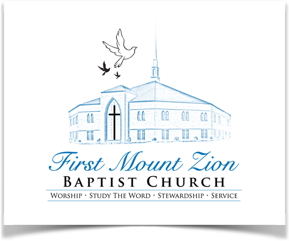 First Mount Zion
BAPTIST CHURCH
WORSHIP · STUDY THE WORD · STEWARDSHIP · SERVICE